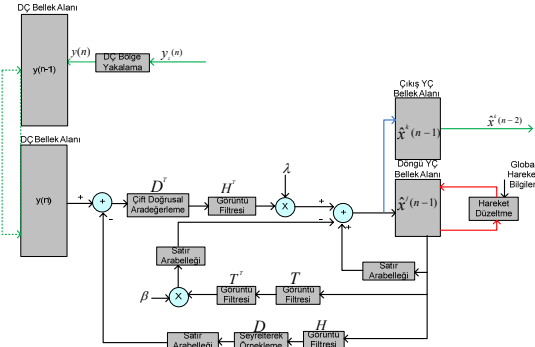 DÇ Bellek Alanı
y(n-1)
y(n)
DÇ Bölge
Yakalama
y_i(n)
DÇ Bellek Alanı
y(n)
Çıkış YÇ
Bellek Alanı
x̂^k(n-1)
x̂^k(n-2)
Döngü YÇ
Bellek Alanı
x̂^j(n-1)
Global
Hareket
Bilgiler
Hareket
Düzeltme
+
+
-
D^T
Çift Doğrusal
Aradeğerleme
H^T
Görüntü
Filtresi
λ
X
+
-
+
+
Satır
Arabelleği
Satır
Arabelleği
β
X
T^T
Görüntü
Filtresi
T
Görüntü
Filtresi
Satır
Arabelleği
D
Seyrelterek
Örnekleme
H
Görüntü
Filtresi